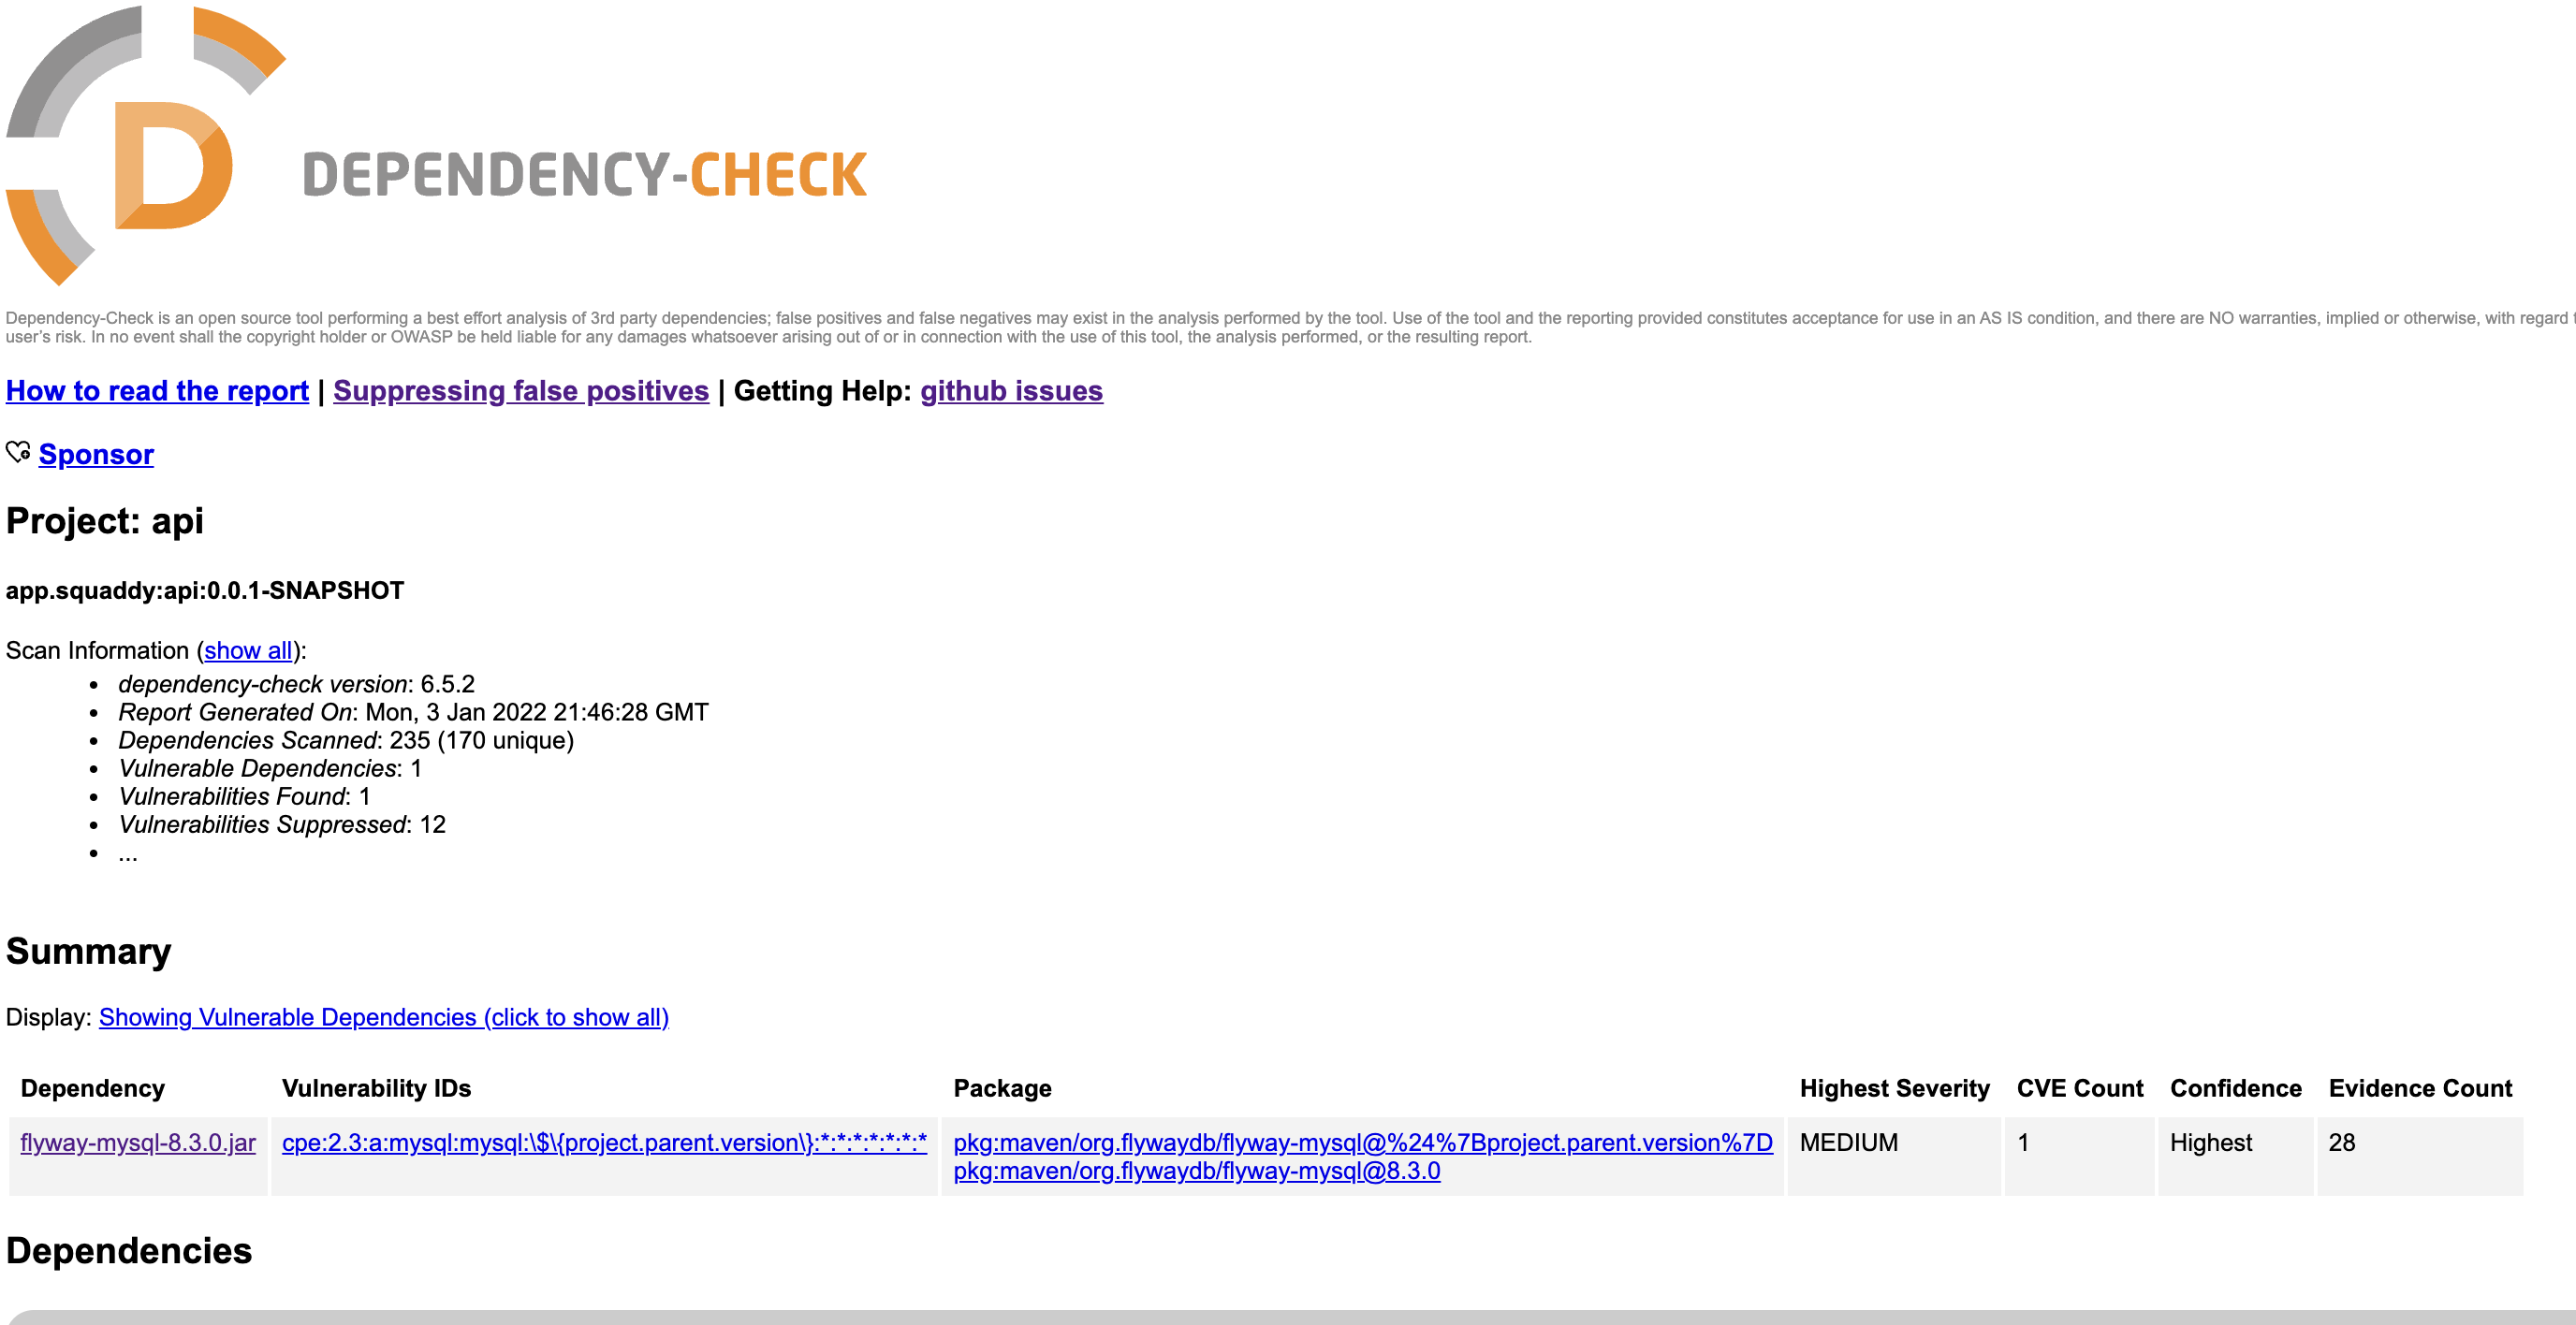 DEPENDENCY-CHECK
Dependency-Check is an open source tool performing a best effort analysis of 3rd party dependencies; false positives and false negatives may exist in the analysis performed by the tool. Use of the tool and the reporting provided constitutes acceptance for use in an AS IS condition, and there are NO warranties, implied or otherwise, with regard
user's risk. In no event shall the copyright holder or OWASP be held liable for any damages whatsoever arising out of or in connection with the use of this tool, the analysis performed, or the resulting report.
How to read the report | Suppressing false positives | Getting Help: github issues
Sponsor
Project: api
app.squaddy:api:0.0.1-SNAPSHOT
Scan Information (show all):
• dependency-check version: 6.5.2
• Report Generated On: Mon, 3 Jan 2022 21:46:28 GMT
• Dependencies Scanned: 235 (170 unique)
• Vulnerable Dependencies: 1
• Vulnerabilities Found: 1
• Vulnerabilities Suppressed: 12
• ...
Summary
Display: Showing Vulnerable Dependencies (click to show all)
Dependency Vulnerability IDs Package Highest Severity CVE Count Confidence Evidence Count
flyway-mysql-8.3.0.jar cpe:2.3:a:mysql:mysql:\$\{project.parent.version\}:*:*:*:*:*:*:* pkg:maven/org.flywaydb/flyway-mysql@%24%7Bproject.parent.version%7D MEDIUM 1 Highest 28
pkg:maven/org.flywaydb/flyway-mysql@8.3.0
Dependencies